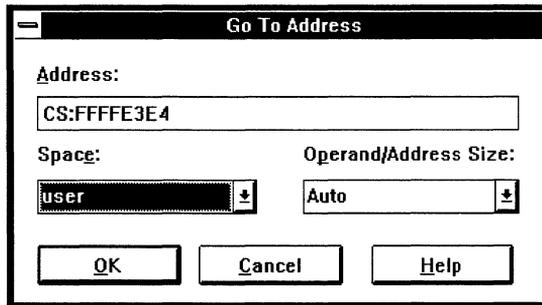 Go To Address
Address:
CS:FFFFE3E4
Space: Operand/Address Size:
user Auto
OK Cancel Help